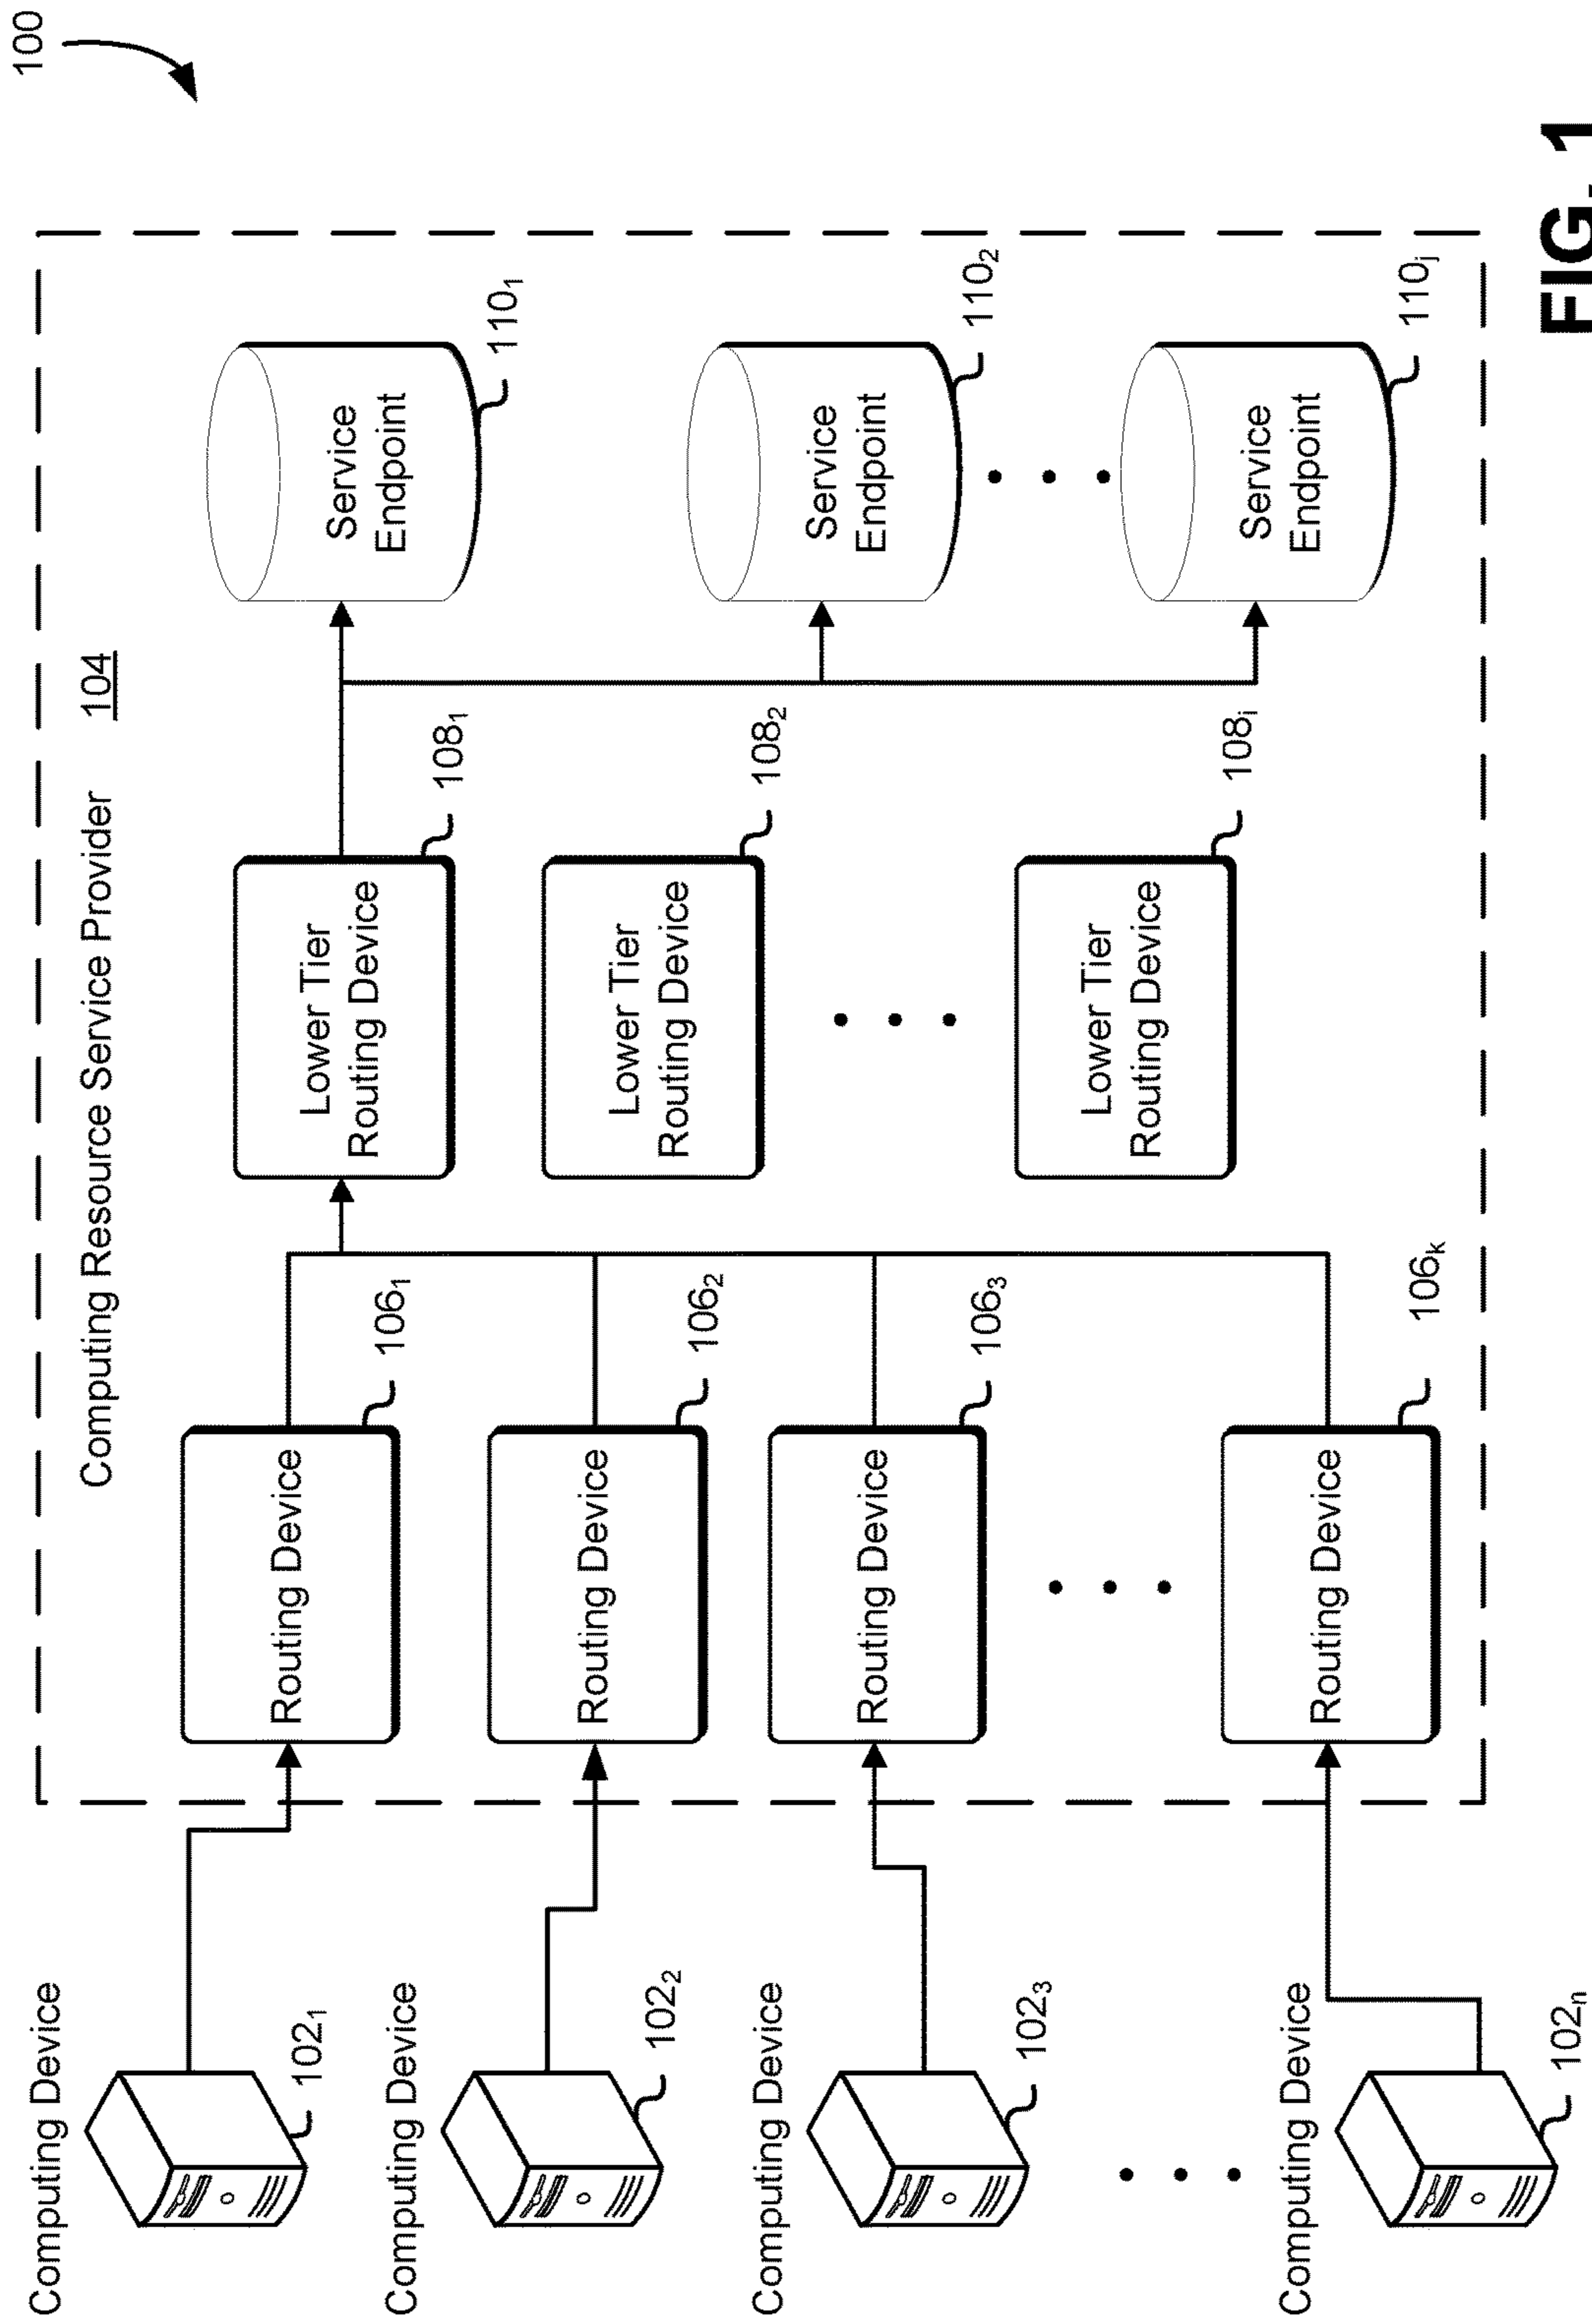 100
Computing Resource Service Provider 104
Computing Device
102₁
Routing Device
106₁
Lower Tier
Routing Device
108₁
Service
Endpoint
110₁
Computing Device
102₂
Routing Device
106₂
Lower Tier
Routing Device
108₂
Service
Endpoint
110₂
Computing Device
102₃
Routing Device
106₃
Computing Device
102ₙ
Routing Device
106ₖ
Lower Tier
Routing Device
108ᵢ
Service
Endpoint
110ⱼ
FIG. 1